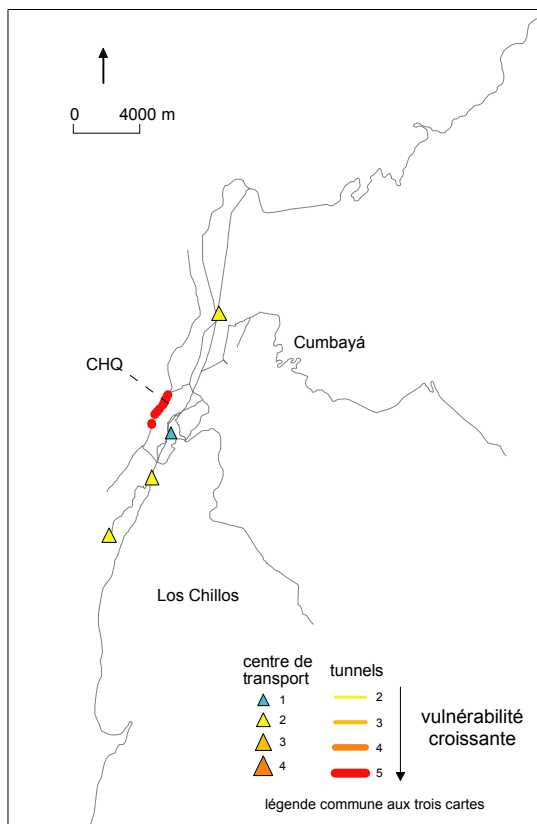 0 4000 m
Cumbayá
CHQ
Los Chillos
centre de
transport
1
2
3
4
tunnels
2
3
4
5
vulnérabilité
croissante
légende commune aux trois cartes